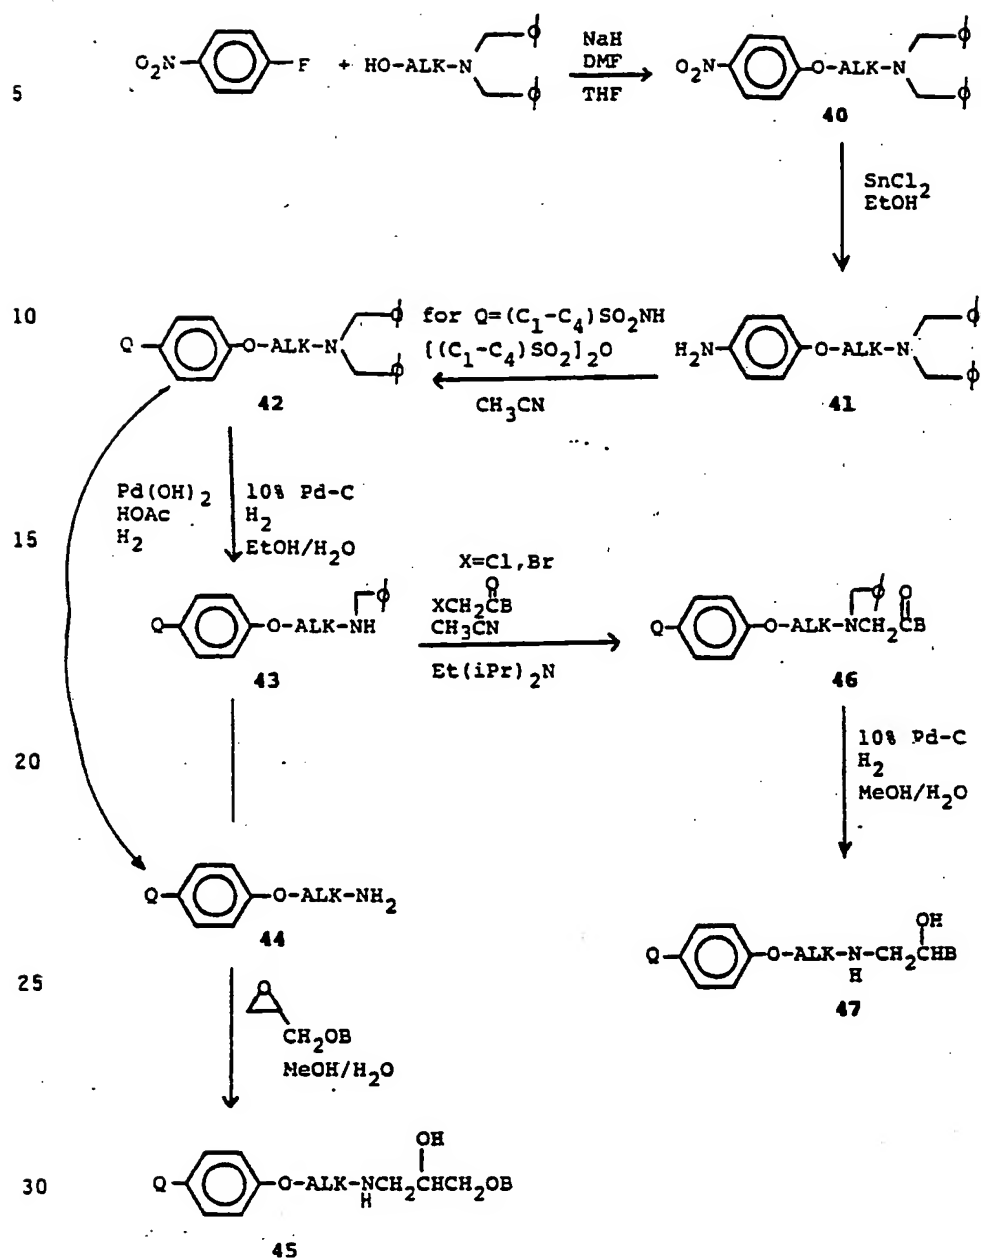 O2N F + HO-ALK-N ϕ ϕ NaH DMF THF O2N O-ALK-N ϕ ϕ
5
40
SnCl2
EtOH
10
Q O-ALK-N ϕ ϕ for Q=(C1-C4)SO2NH
[((C1-C4)SO2]2O
CH3CN
H2N O-ALK-N ϕ ϕ
42
41
Pd(OH)2
HOAc
H2
10% Pd-C
H2
EtOH/H2O
15
X=Cl,Br
O
XCH2CB
CH3CN
Et(iPr)2N
Q O-ALK-NH ϕ
43
Q O-ALK-NCH2CB ϕ O
46
20
10% Pd-C
H2
MeOH/H2O
Q O-ALK-NH2
44
OH
Q O-ALK-N-CH2CHB
H
47
25
O
CH2OB
MeOH/H2O
OH
30
Q O-ALK-NCH2CHCH2OB
H
45